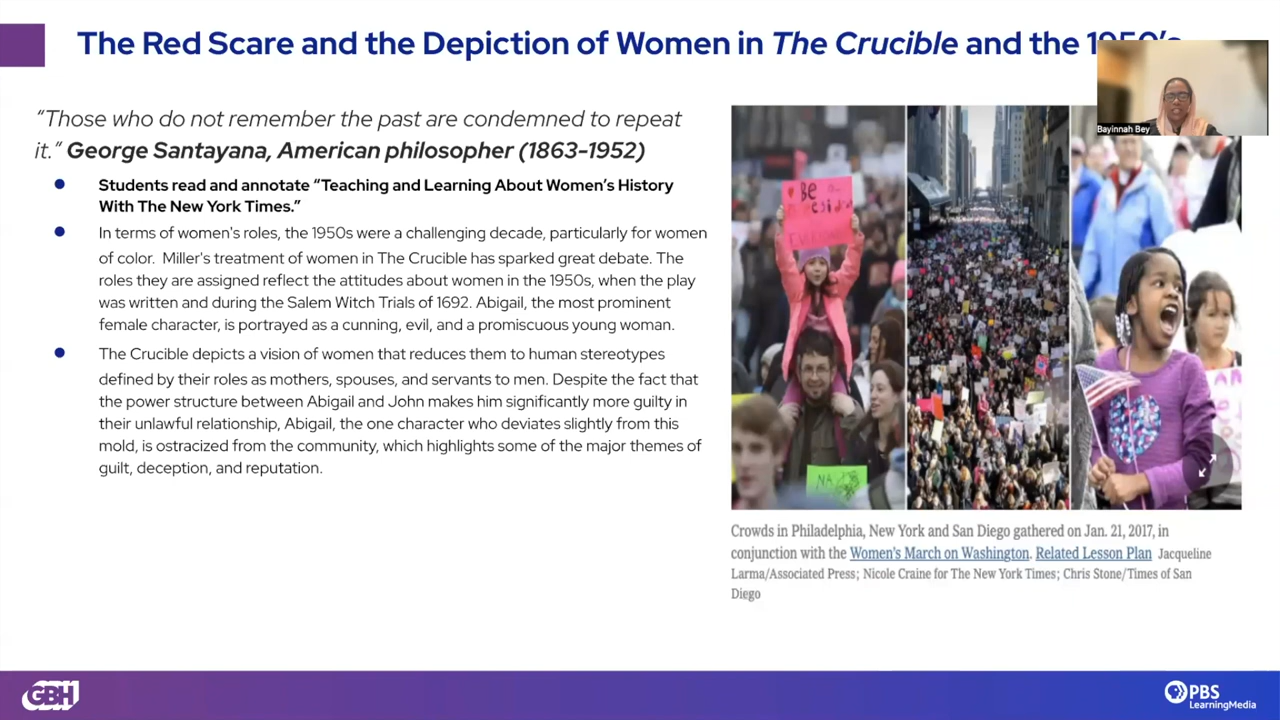 The Red Scare and the Depiction of Women in The Crucible and the 1950's
Bayinnah Bey
“Those who do not remember the past are condemned to repeat
it.” George Santayana, American philosopher (1863-1952)
Students read and annotate “Teaching and Learning About Women’s History
With The New York Times.”
In terms of women's roles, the 1950s were a challenging decade, particularly for women
of color. Miller's treatment of women in The Crucible has sparked great debate. The
roles they are assigned reflect the attitudes about women in the 1950s, when the play
was written and during the Salem Witch Trials of 1692. Abigail, the most prominent
female character, is portrayed as a cunning, evil, and a promiscuous young woman.
The Crucible depicts a vision of women that reduces them to human stereotypes
defined by their roles as mothers, spouses, and servants to men. Despite the fact that
the power structure between Abigail and John makes him significantly more guilty in
their unlawful relationship, Abigail, the one character who deviates slightly from this
mold, is ostracized from the community, which highlights some of the major themes of
guilt, deception, and reputation.
Be
NA
Crowds in Philadelphia, New York and San Diego gathered on Jan. 21, 2017, in
conjunction with the Women's March on Washington. Related Lesson Plan Jacqueline
Larma/Associated Press; Nicole Craine for The New York Times; Chris Stone/Times of San
Diego
GBH
PBS
LearningMedia